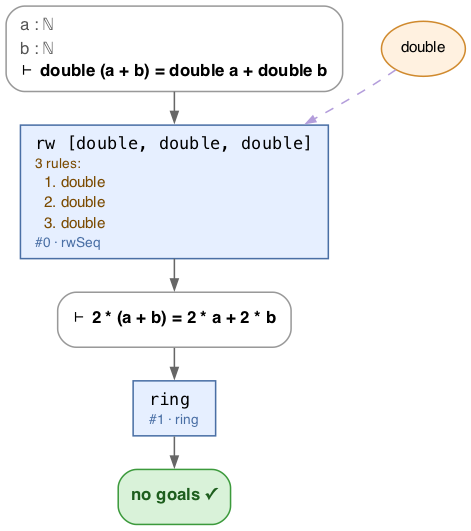 a : ℕ
b : ℕ
⊢ double (a + b) = double a + double b
double
rw [double, double, double]
3 rules:
1. double
2. double
3. double
#0 · rwSeq
⊢ 2 * (a + b) = 2 * a + 2 * b
ring
#1 · ring
no goals ✓